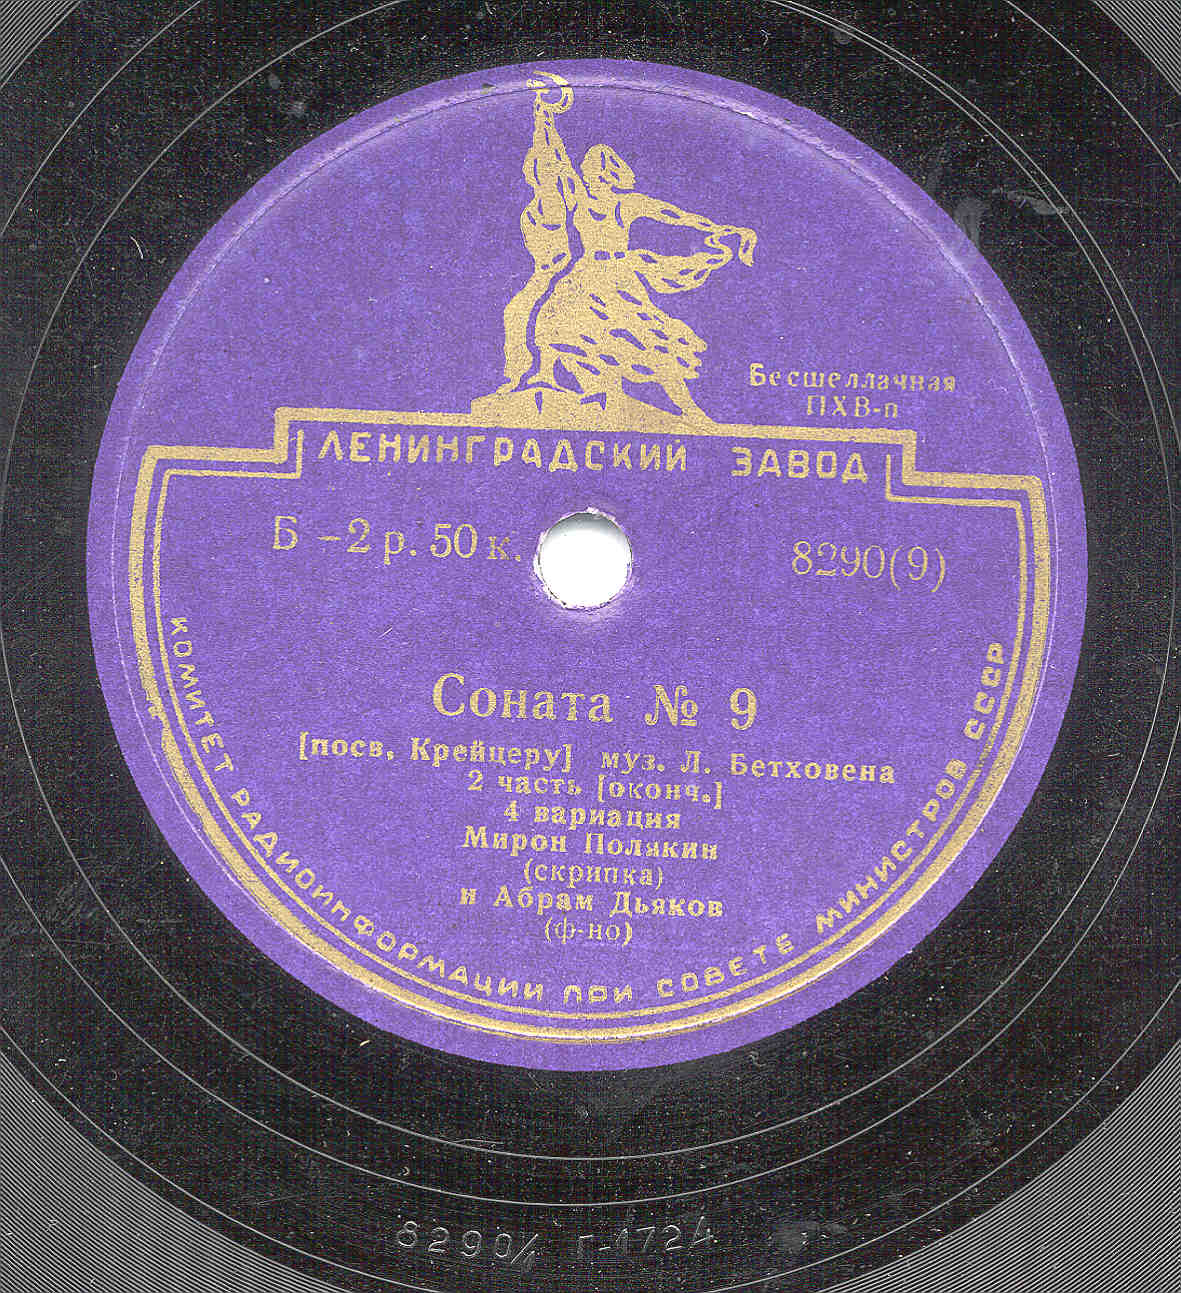 Бесшеллачная
ПХВ-п
ЛЕНИНГРАДСКИЙ ЗАВОД
Б – 2 р. 50 к.
8290(9)
Соната № 9
[посв. Крейцеру] муз. Л. Бетховена
2 часть [оконч.]
4 вариация
Мирон Полякин
(скрипка)
и Абрам Дьяков
(ф-но)
КОМИТЕТ РАДИОИНФОРМАЦИИ ПРИ СОВЕТЕ МИНИСТРОВ СССР
8290/ Г-1724